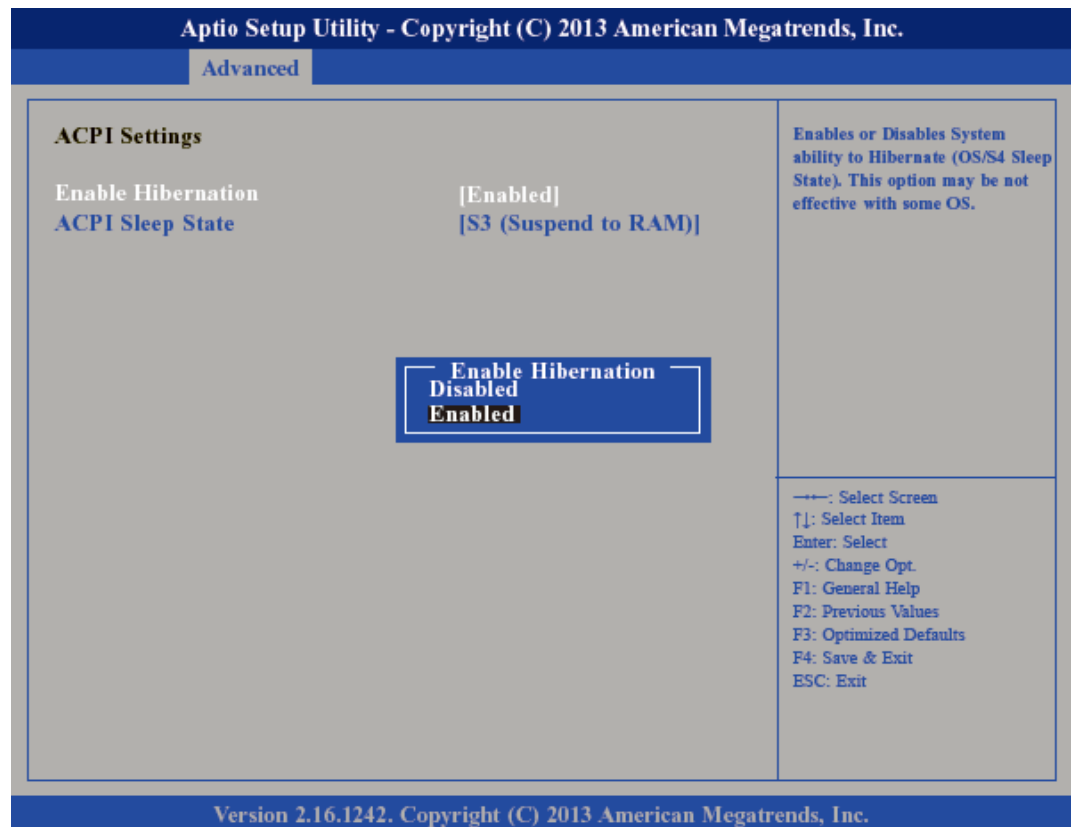 Aptio Setup Utility - Copyright (C) 2013 American Megatrends, Inc.
Advanced
ACPI Settings
Enable Hibernation [Enabled]
ACPI Sleep State [S3 (Suspend to RAM)]
Enable Hibernation
Disabled
Enabled
Enables or Disables System
ability to Hibernate (OS/S4 Sleep
State). This option may be not
effective with some OS.
→←: Select Screen
↑↓: Select Item
Enter: Select
+/-: Change Opt.
F1: General Help
F2: Previous Values
F3: Optimized Defaults
F4: Save & Exit
ESC: Exit
Version 2.16.1242. Copyright (C) 2013 American Megatrends, Inc.